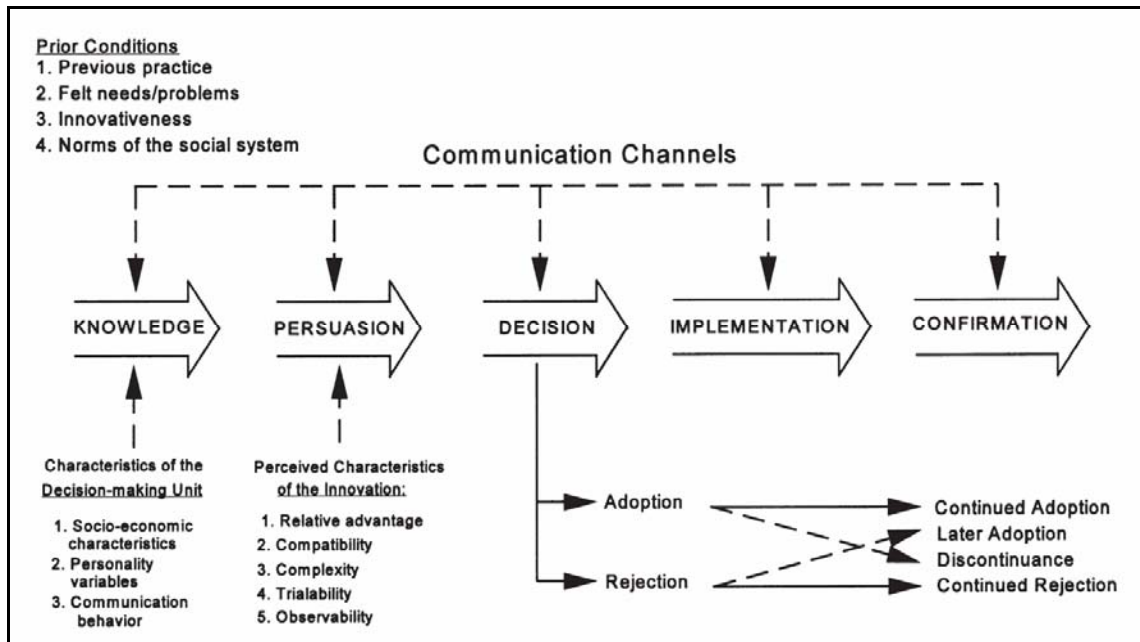 Prior Conditions
1. Previous practice
2. Felt needs/problems
3. Innovativeness
4. Norms of the social system
Communication Channels
KNOWLEDGE
PERSUASION
DECISION
IMPLEMENTATION
CONFIRMATION
Characteristics of the
Decision-making Unit
1. Socio-economic
characteristics
2. Personality
variables
3. Communication
behavior
Perceived Characteristics
of the Innovation:
1. Relative advantage
2. Compatibility
3. Complexity
4. Trialability
5. Observability
Adoption
Rejection
Continued Adoption
Later Adoption
Discontinuance
Continued Rejection